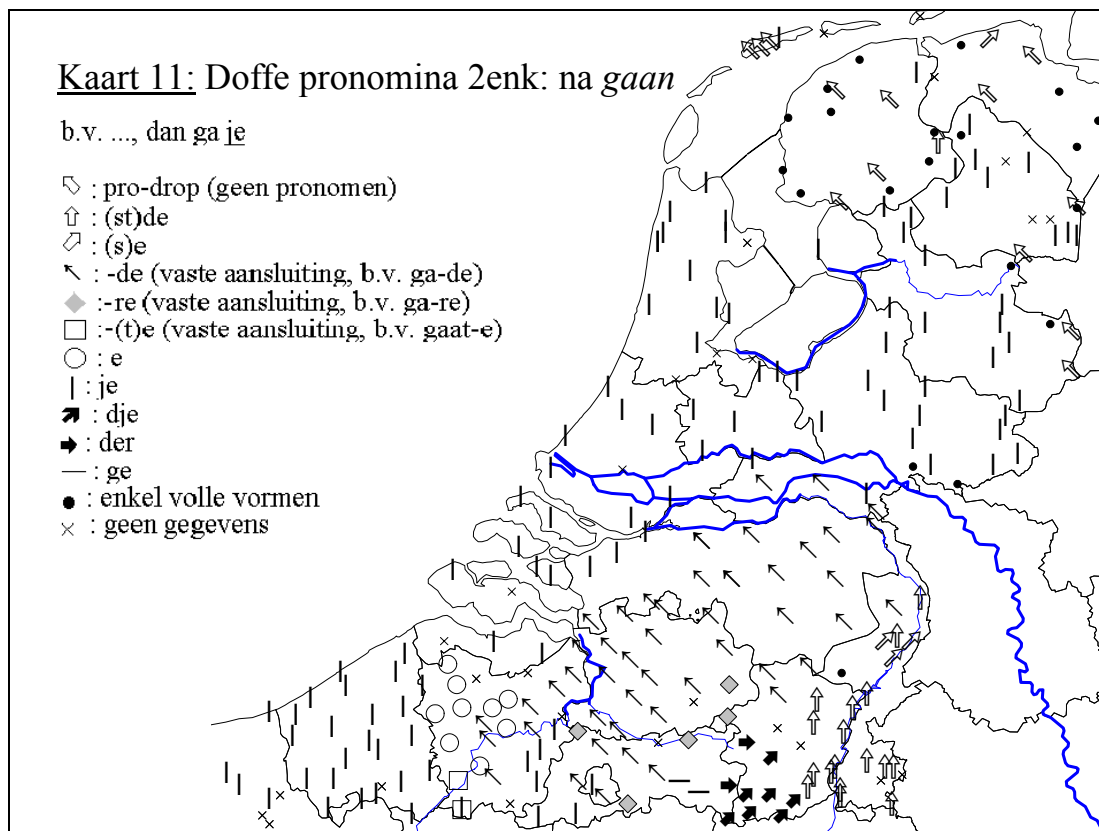 Kaart 11: Doffe pronomina 2enk: na gaan
b.v. ..., dan ga je
: pro-drop (geen pronomen)
: (st)de
: (s)e
: -de (vaste aansluiting, b.v. ga-de)
:-re (vaste aansluiting, b.v. ga-re)
:-(t)e (vaste aansluiting, b.v. gaat-e)
: e
: je
: dje
: der
: ge
: enkel volle vormen
: geen gegevens